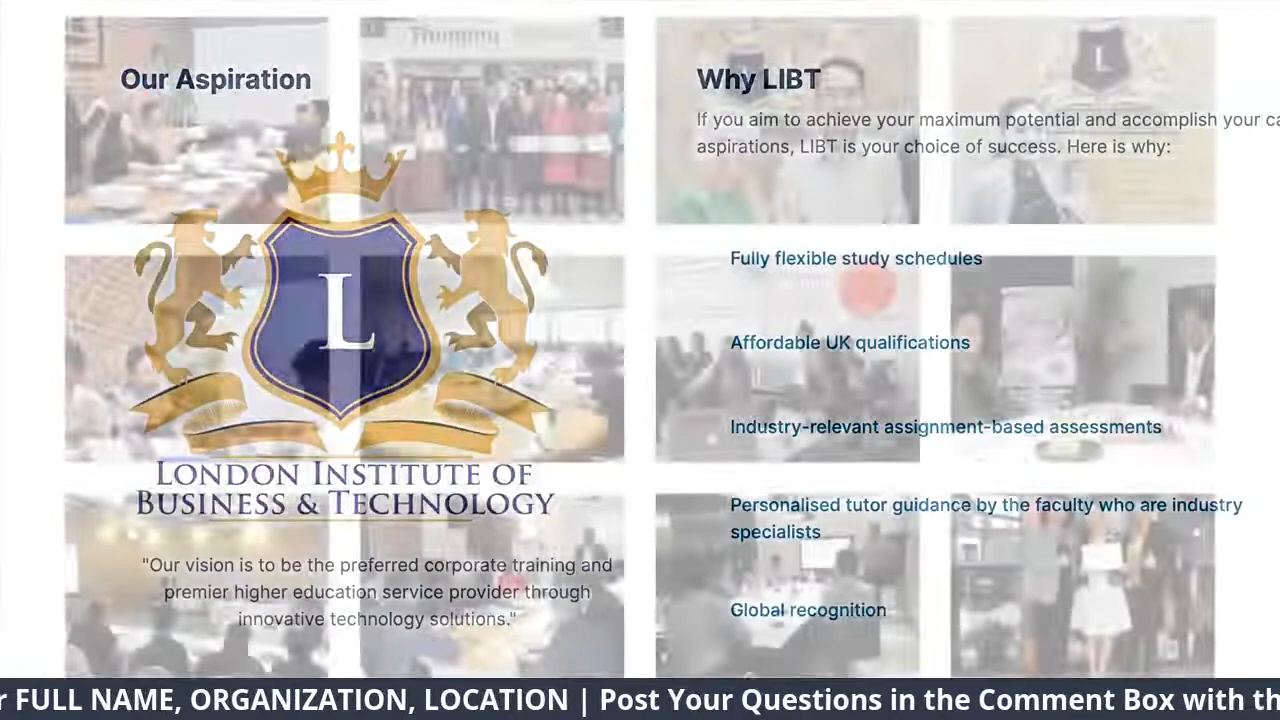 Our Aspiration
L
LONDON INSTITUTE OF
BUSINESS & TECHNOLOGY
"Our vision is to be the preferred corporate training and
premier higher education service provider through
innovative technology solutions."
Why LIBT
If you aim to achieve your maximum potential and accomplish your ca
aspirations, LIBT is your choice of success. Here is why:
Fully flexible study schedules
Affordable UK qualifications
Industry-relevant assignment-based assessments
Personalised tutor guidance by the faculty who are industry
specialists
Global recognition
L
r FULL NAME, ORGANIZATION, LOCATION | Post Your Questions in the Comment Box with th